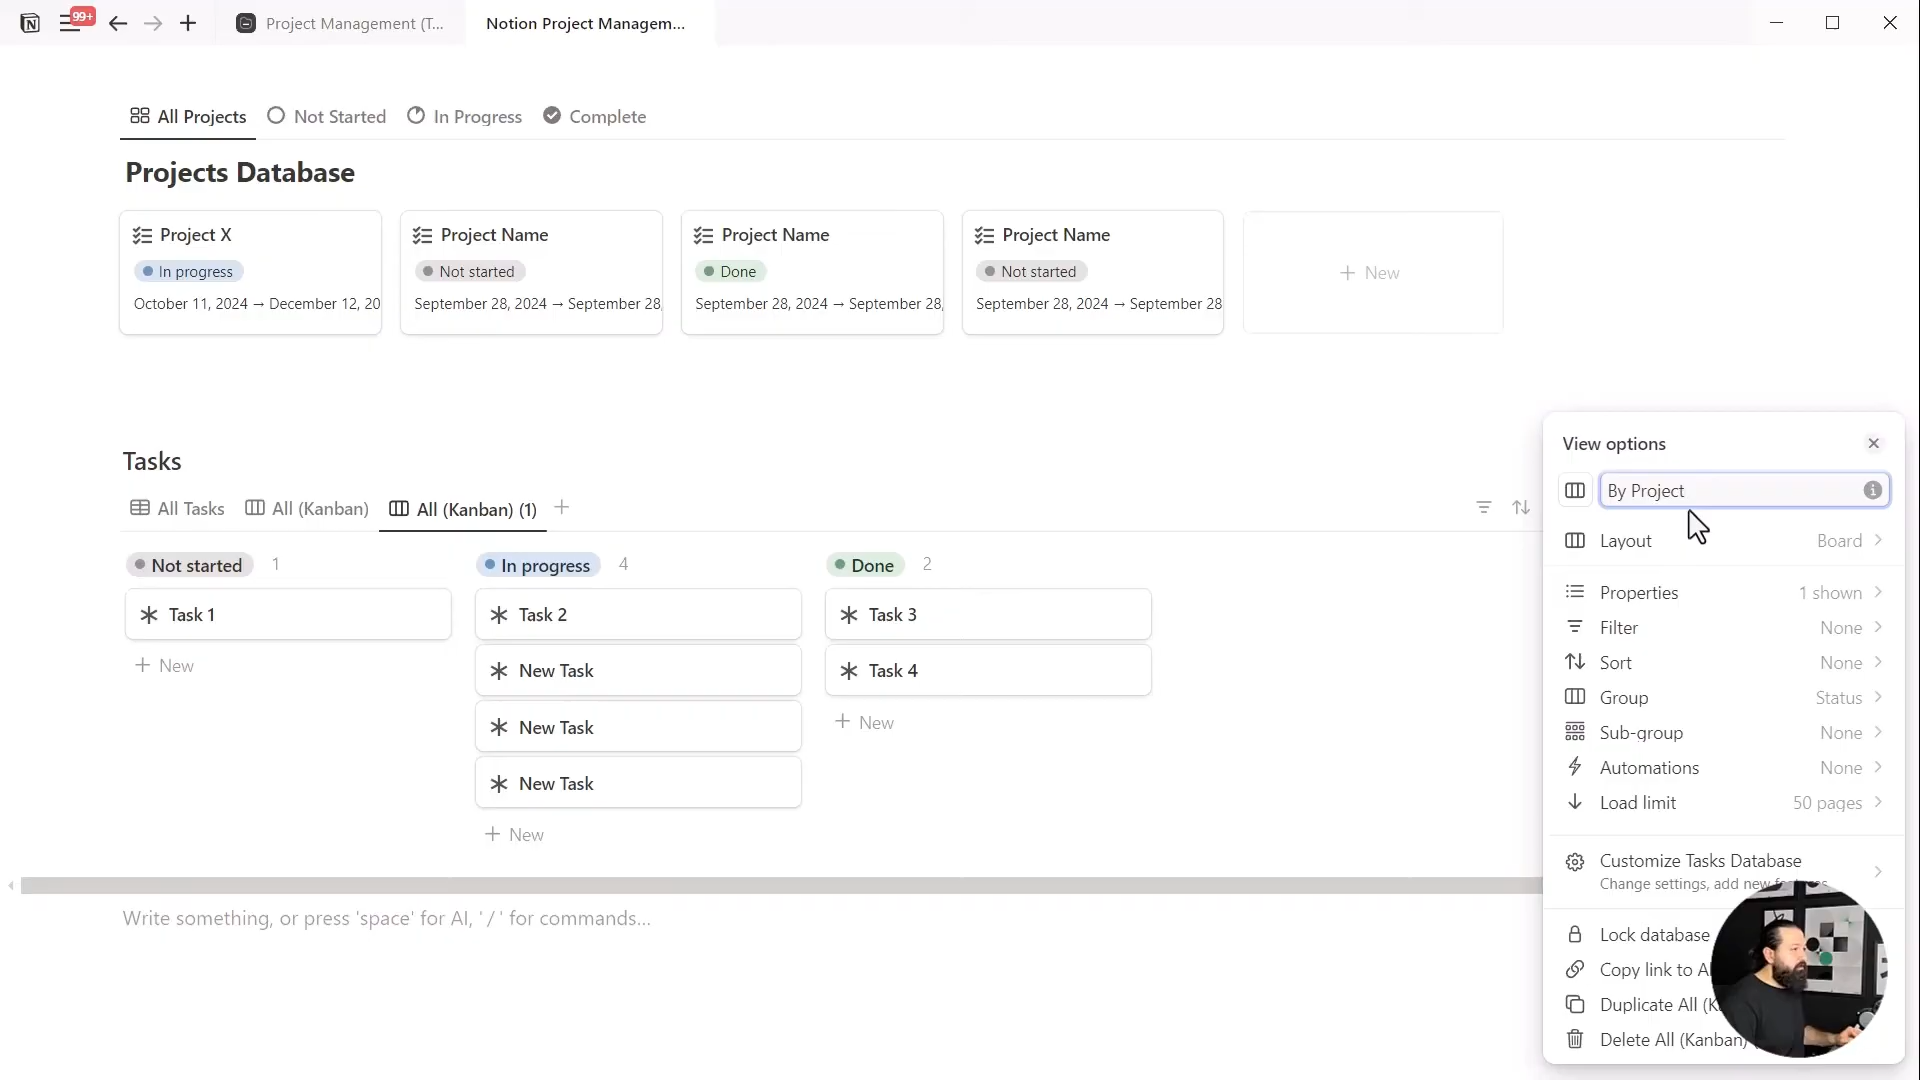 99+
Project Management (T...
Notion Project Managem...
All Projects
Not Started
In Progress
Complete
Projects Database
Project X
In progress
October 11, 2024 → December 12, 20
Project Name
Not started
September 28, 2024 → September 28,
Project Name
Done
September 28, 2024 → September 28,
Project Name
Not started
September 28, 2024 → September 28
+ New
Tasks
All Tasks
All (Kanban)
All (Kanban) (1)
Not started 1
Task 1
+ New
In progress 4
Task 2
New Task
New Task
New Task
+ New
Done 2
Task 3
Task 4
+ New
Write something, or press 'space' for AI, '/' for commands...
View options
By Project
Layout Board
Properties 1 shown
Filter None
Sort None
Group Status
Sub-group None
Automations None
Load limit 50 pages
Customize Tasks Database
Change settings, add new
Lock database
Copy link to
Duplicate All
Delete All (Kanban)